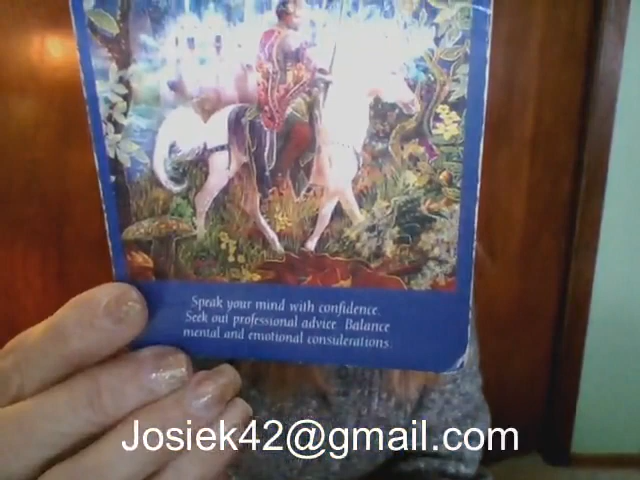 Speak your mind with confidence.
Seek out professional advice. Balance
mental and emotional considerations.
Josiek42@gmail.com